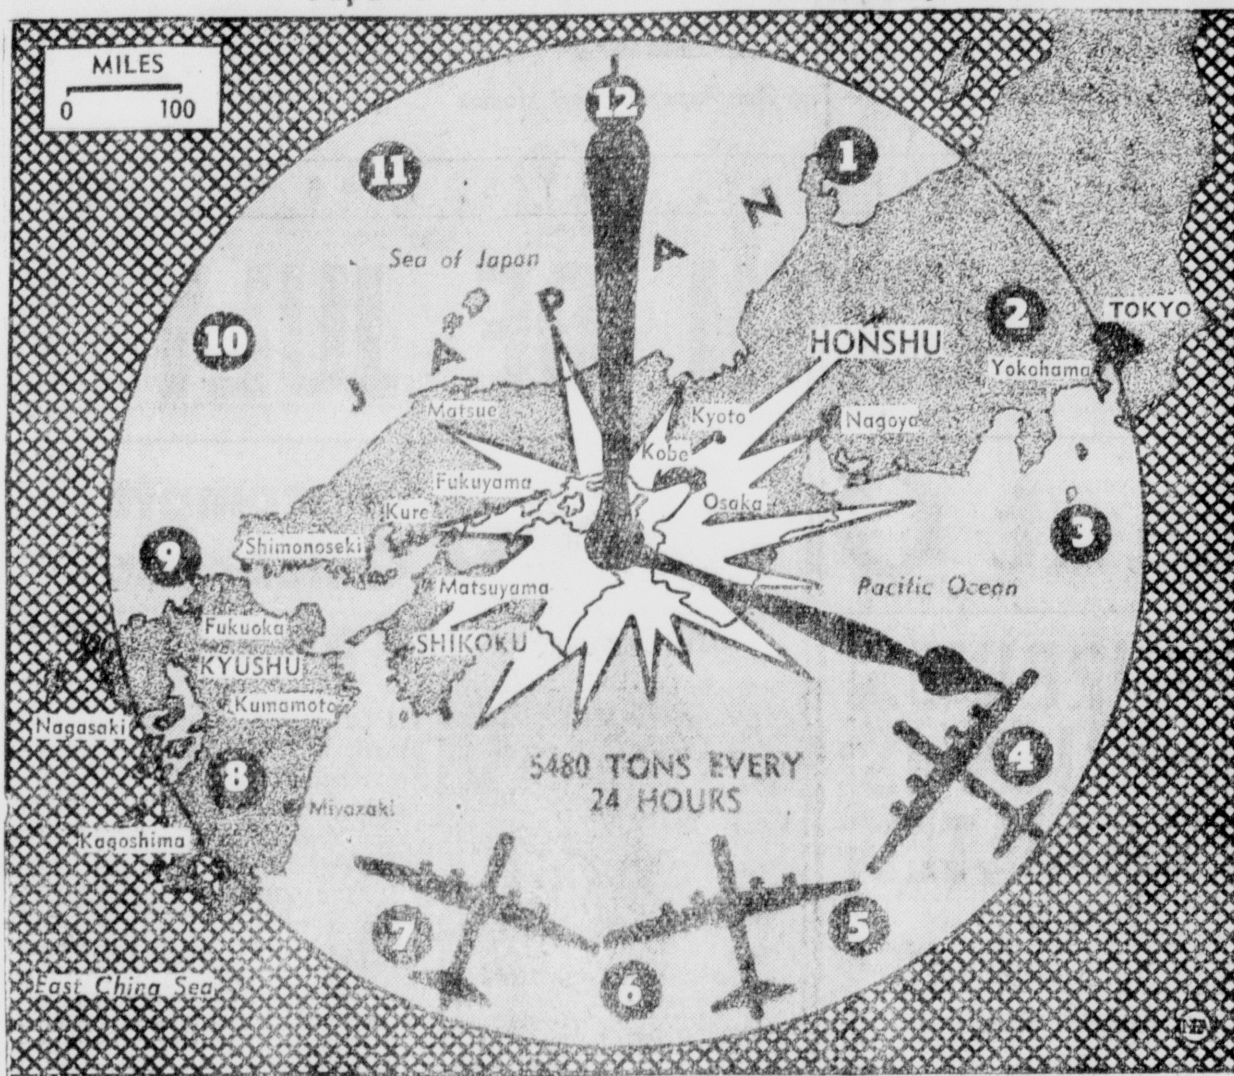 MILES
0 100
12
11
1
JAPAN
Sea of Japan
10
2
TOKYO
HONSHU
Yokohama
Matsue
Kyoto
Nagoya
Kobe
Fukuyama
Osaka
Kure
3
Shimonoseki
9
Matsuyama
Pacific Ocean
Fukuoka
SHIKOKU
KYUSHU
Kumamoto
Nagasaki
5480 TONS EVERY
24 HOURS
4
8
Miyazaki
Kagoshima
7
5
6
East China Sea